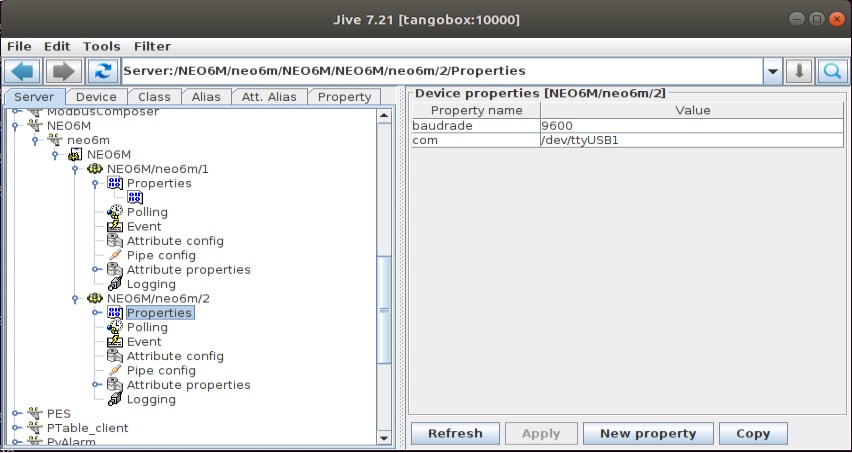 Jive 7.21 [tangobox:10000]
File Edit Tools Filter
Server:/NEO6M/neo6m/NEO6M/NEO6M/neo6m/2/Properties
Server Device Class Alias Att. Alias Property
ModbusComposer
NEO6M
neo6m
NEO6M
NEO6M/neo6m/1
Properties
Polling
Event
Attribute config
Pipe config
Attribute properties
Logging
NEO6M/neo6m/2
Properties
Polling
Event
Attribute config
Pipe config
Attribute properties
Logging
PES
PTable_client
PyAlarm
Device properties [NEO6M/neo6m/2]
Property name Value
baudrade 9600
com /dev/ttyUSB1
Refresh Apply New property Copy